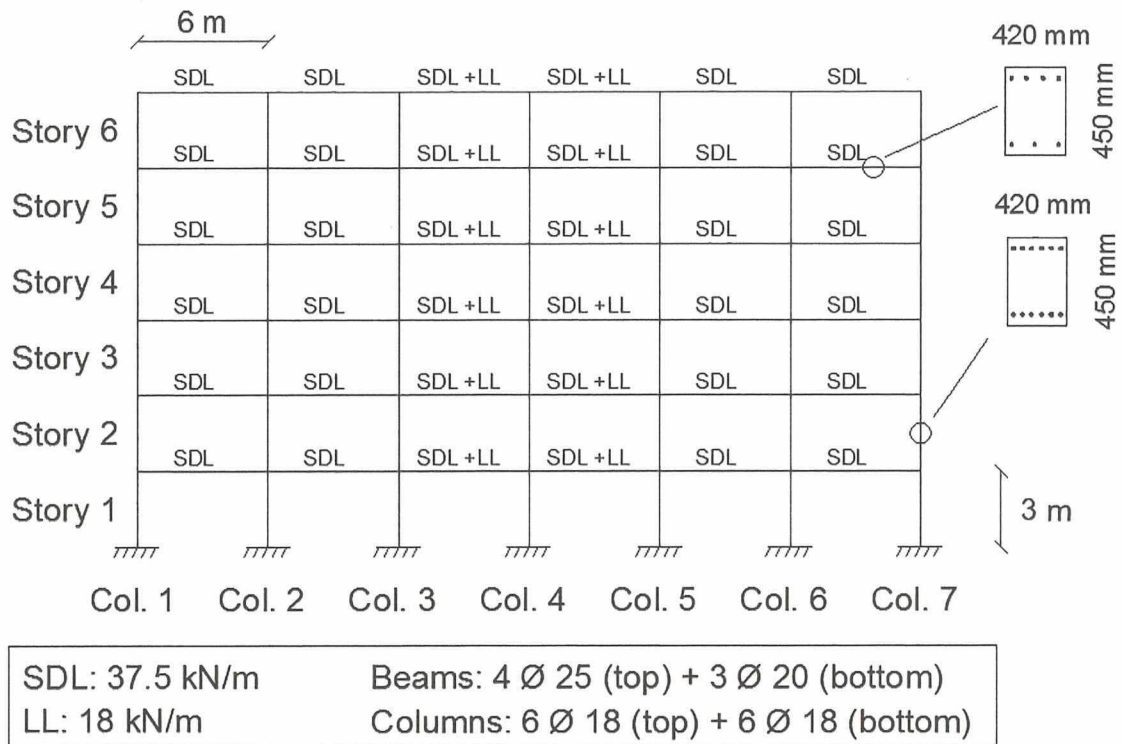 6 m
420 mm
450 mm
SDL SDL SDL +LL SDL +LL SDL SDL
Story 6
SDL SDL SDL +LL SDL +LL SDL SDL
Story 5
420 mm
450 mm
SDL SDL SDL +LL SDL +LL SDL SDL
Story 4
SDL SDL SDL +LL SDL +LL SDL SDL
Story 3
SDL SDL SDL +LL SDL +LL SDL SDL
Story 2
SDL SDL SDL +LL SDL +LL SDL SDL
Story 1
3 m
Col. 1 Col. 2 Col. 3 Col. 4 Col. 5 Col. 6 Col. 7
SDL: 37.5 kN/m Beams: 4 Ø 25 (top) + 3 Ø 20 (bottom)
LL: 18 kN/m Columns: 6 Ø 18 (top) + 6 Ø 18 (bottom)